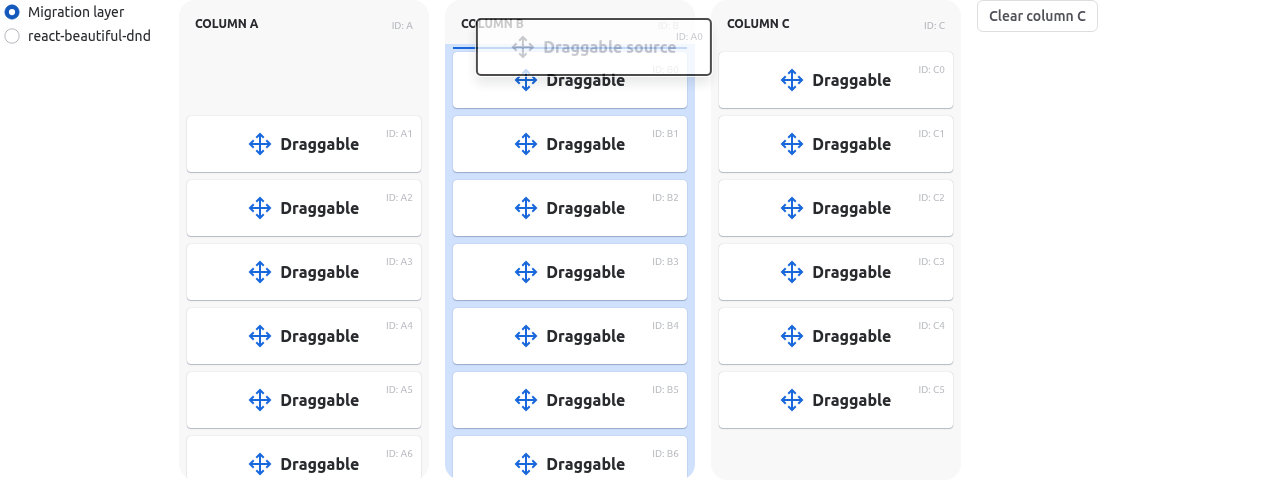 Migration layer
react-beautiful-dnd
COLUMN A
ID: A
Draggable
ID: A1
Draggable
ID: A2
Draggable
ID: A3
Draggable
ID: A4
Draggable
ID: A5
Draggable
ID: A6
COLUMN B
ID: B
Draggable source
ID: A0
Draggable
ID: B0
Draggable
ID: B1
Draggable
ID: B2
Draggable
ID: B3
Draggable
ID: B4
Draggable
ID: B5
Draggable
ID: B6
COLUMN C
ID: C
Draggable
ID: C0
Draggable
ID: C1
Draggable
ID: C2
Draggable
ID: C3
Draggable
ID: C4
Draggable
ID: C5
Clear column C